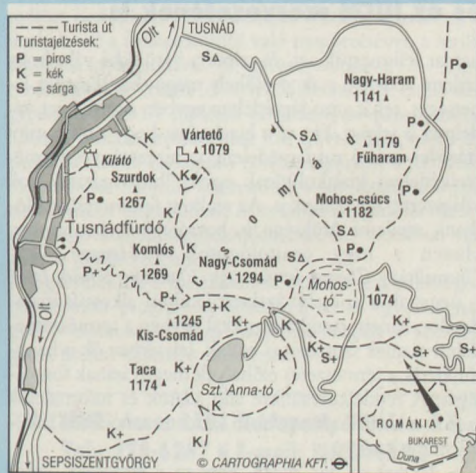 --- Turista út
Turistajelzések:
P = piros
K = kék
S = sárga
Olt
TUSNÁD
S∆
Nagy-Haram
1141 ▲
K
Vártető
▲ 1079
P●
Kilátó
Szurdok
▲
1267
K●
S∆
▲ 1179
Fűharam
P●
P●
Mohos-csúcs
▲ 1182
P●
Tusnádfürdő
K
Csomád
S∆
Komlós
▲
1269
K
Nagy-Csomád
▲ 1294
S∆
P●
P+
Mohos-
tó
1074
P+
P+K
▲ 1245
Kis-Csomád
K+
K+
K+
K+
S+
S+
Olt
K
K
Taca
1174 ▲
K+
Szt. Anna-tó
K
K+
K+
K
ROMÁNIA
BUKAREST
Duna
SEPSISZENTGYÖRGY
© CARTOGRAPHIA KFT.